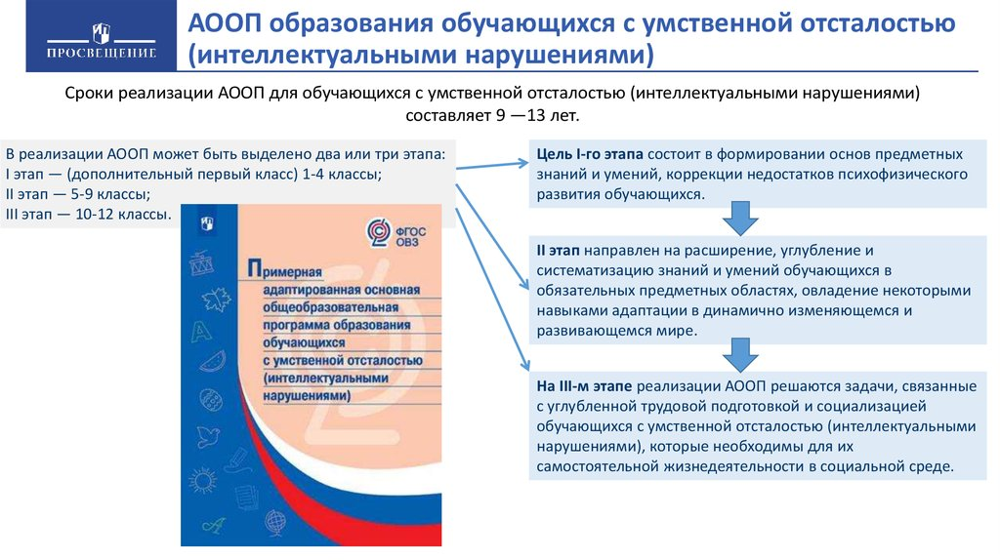 ПРОСВЕЩЕНИЕ
АООП образования обучающихся с умственной отсталостью
(интеллектуальными нарушениями)
Сроки реализации АООП для обучающихся с умственной отсталостью (интеллектуальными нарушениями)
составляет 9 —13 лет.
В реализации АООП может быть выделено два или три этапа:
I этап — (дополнительный первый класс) 1-4 классы;
II этап — 5-9 классы;
III этап — 10-12 классы.
ФГОС
ОВЗ
Примерная
адаптированная основная
общеобразовательная
программа образования
обучающихся
с умственной отсталостью
(интеллектуальными
нарушениями)
Цель I-го этапа состоит в формировании основ предметных
знаний и умений, коррекции недостатков психофизического
развития обучающихся.
II этап направлен на расширение, углубление и
систематизацию знаний и умений обучающихся в
обязательных предметных областях, овладение некоторыми
навыками адаптации в динамично изменяющемся и
развивающемся мире.
На III-м этапе реализации АООП решаются задачи, связанные
с углубленной трудовой подготовкой и социализацией
обучающихся с умственной отсталостью (интеллектуальными
нарушениями), которые необходимы для их
самостоятельной жизнедеятельности в социальной среде.